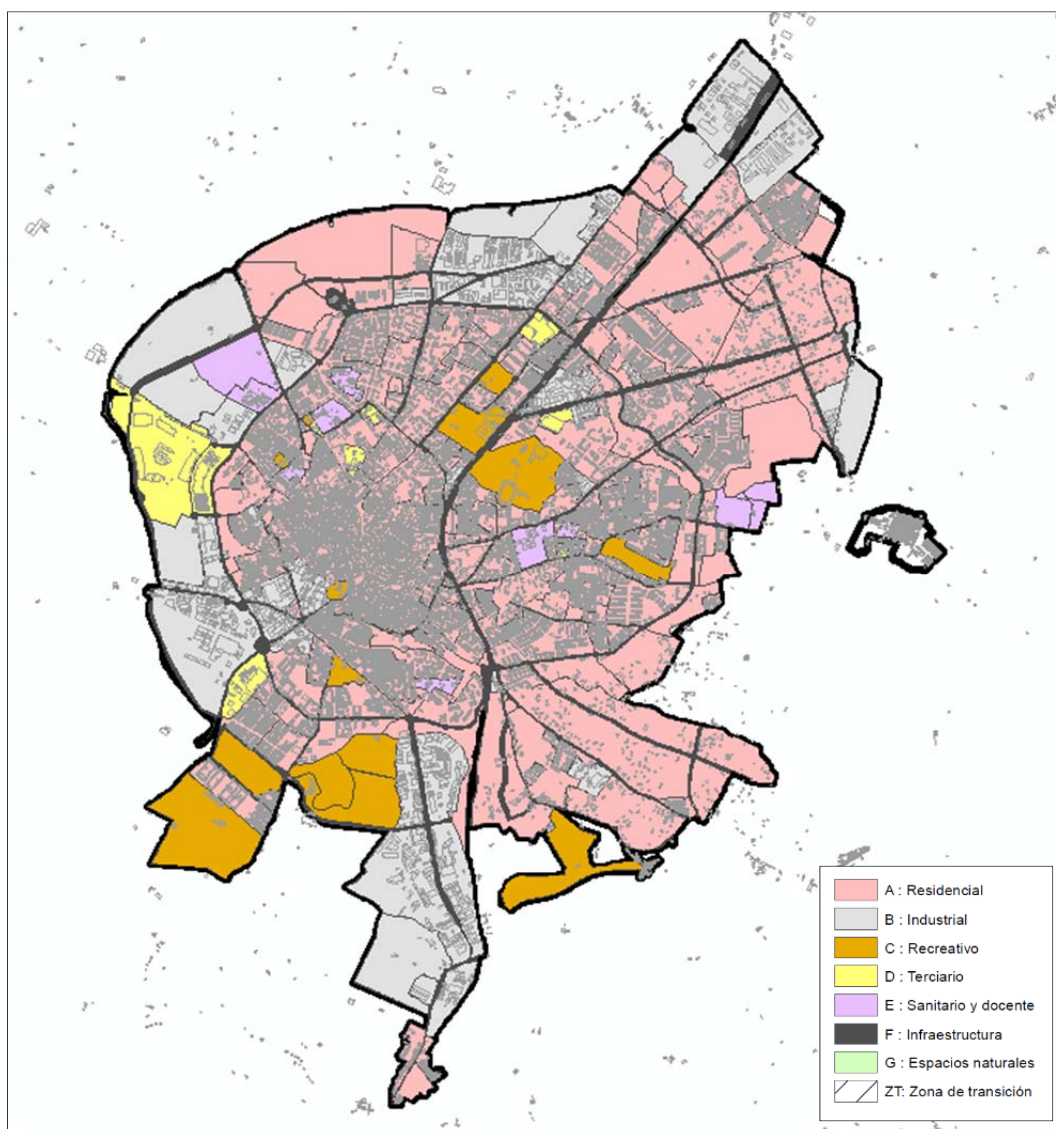 A : Residencial
B : Industrial
C : Recreativo
D : Terciario
E : Sanitario y docente
F : Infraestructura
G : Espacios naturales
ZT: Zona de transición